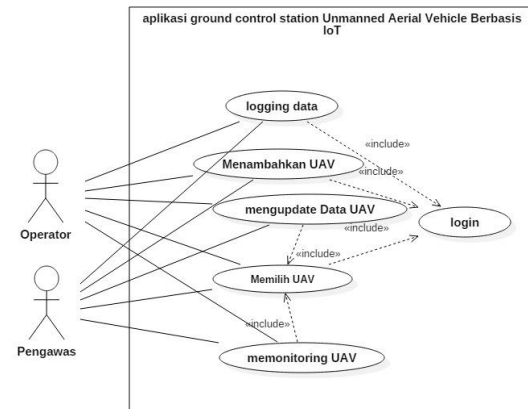 aplikasi ground control station Unmanned Aerial Vehicle Berbasis
IoT
logging data
«include»
Menambahkan UAV
«include»
mengupdate Data UAV
login
Operator
«include»
«include»
Memilih UAV
«include»
Pengawas
memonitoring UAV